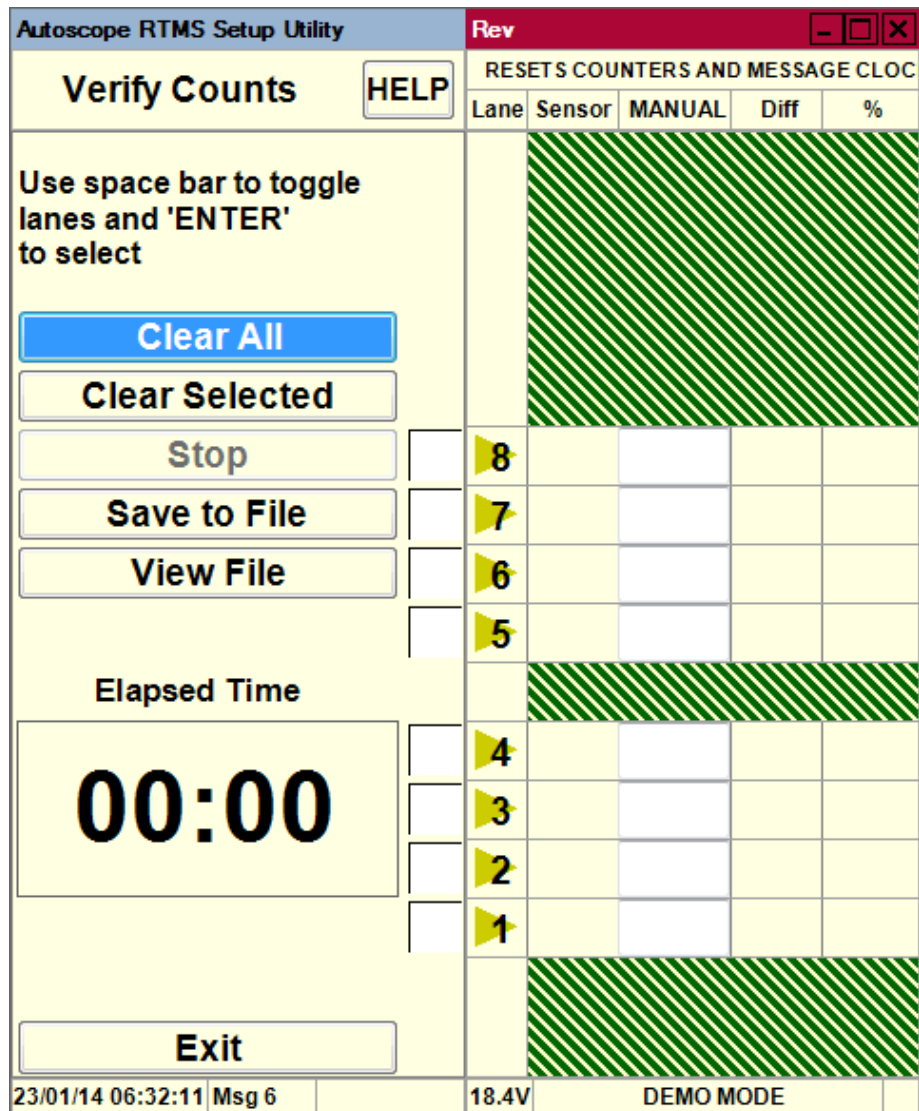 Autoscope RTMS Setup Utility
Rev
Verify Counts
HELP
RESETS COUNTERS AND MESSAGE CLOC
Lane Sensor MANUAL Diff %
Use space bar to toggle
lanes and 'ENTER'
to select
Clear All
Clear Selected
Stop
Save to File
View File
8
7
6
5
Elapsed Time
00:00
4
3
2
1
Exit
23/01/14 06:32:11 Msg 6
18.4V
DEMO MODE